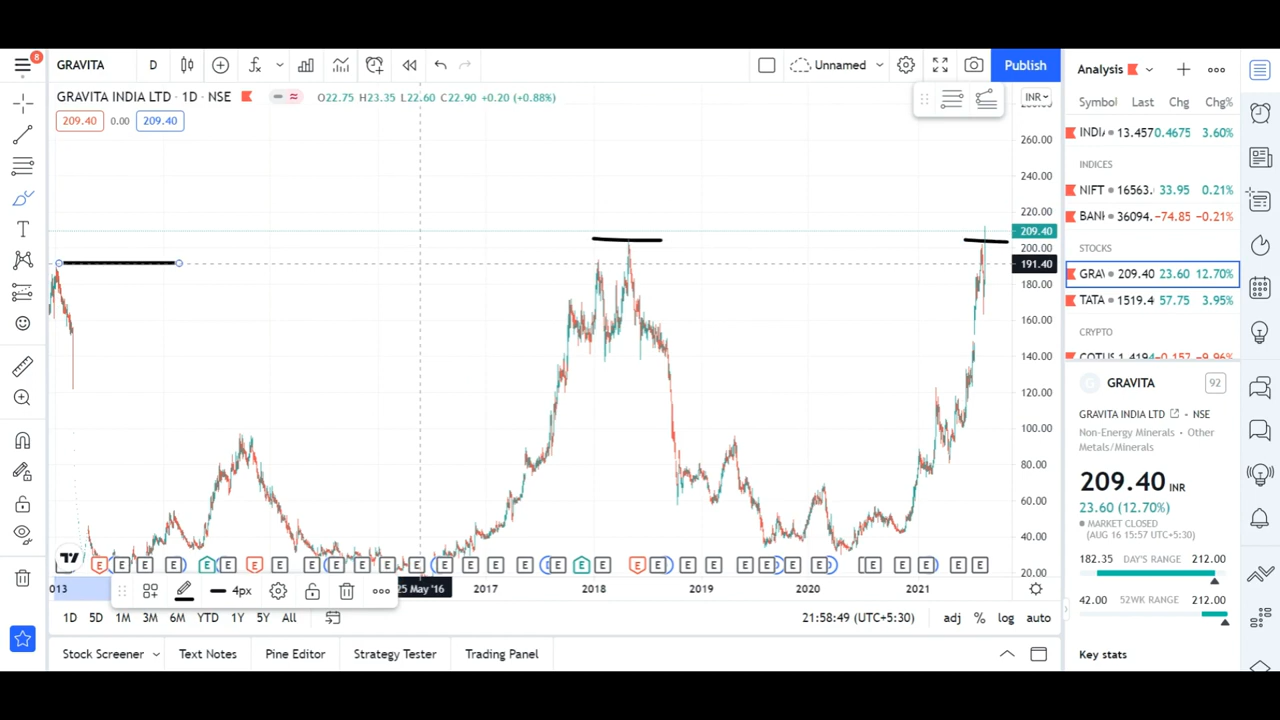 8
GRAVITA D Unnamed Publish
GRAVITA INDIA LTD · 1D · NSE O22.75 H23.35 L22.60 C22.90 +0.20 (+0.88%)
209.40 0.00 209.40
INR
260.00
240.00
220.00
209.40
200.00
191.40
180.00
160.00
140.00
120.00
100.00
80.00
60.00
40.00
20.00
E E E E E E E E E E E E E E E E E E E E E E E E E E E E E E E E
013 25 May '16 2017 2018 2019 2020 2021
4px
1D 5D 1M 3M 6M YTD 1Y 5Y All 21:58:49 (UTC+5:30) adj % log auto
Stock Screener Text Notes Pine Editor Strategy Tester Trading Panel
Analysis
Symbol Last Chg Chg%
INDIA 13.457 0.4675 3.60%
INDICES
NIFT 16563. 33.95 0.21%
BANK 36094. −74.85 −0.21%
STOCKS
GRAV 209.40 23.60 12.70%
TATA 1519.4 57.75 3.95%
CRYPTO
GRAVITA 92
GRAVITA INDIA LTD · NSE
Non-Energy Minerals · Other
Metals/Minerals
209.40 INR
23.60 (12.70%)
MARKET CLOSED
(AUG 16 15:57 UTC+5:30)
182.35 DAY'S RANGE 212.00
42.00 52WK RANGE 212.00
Key stats